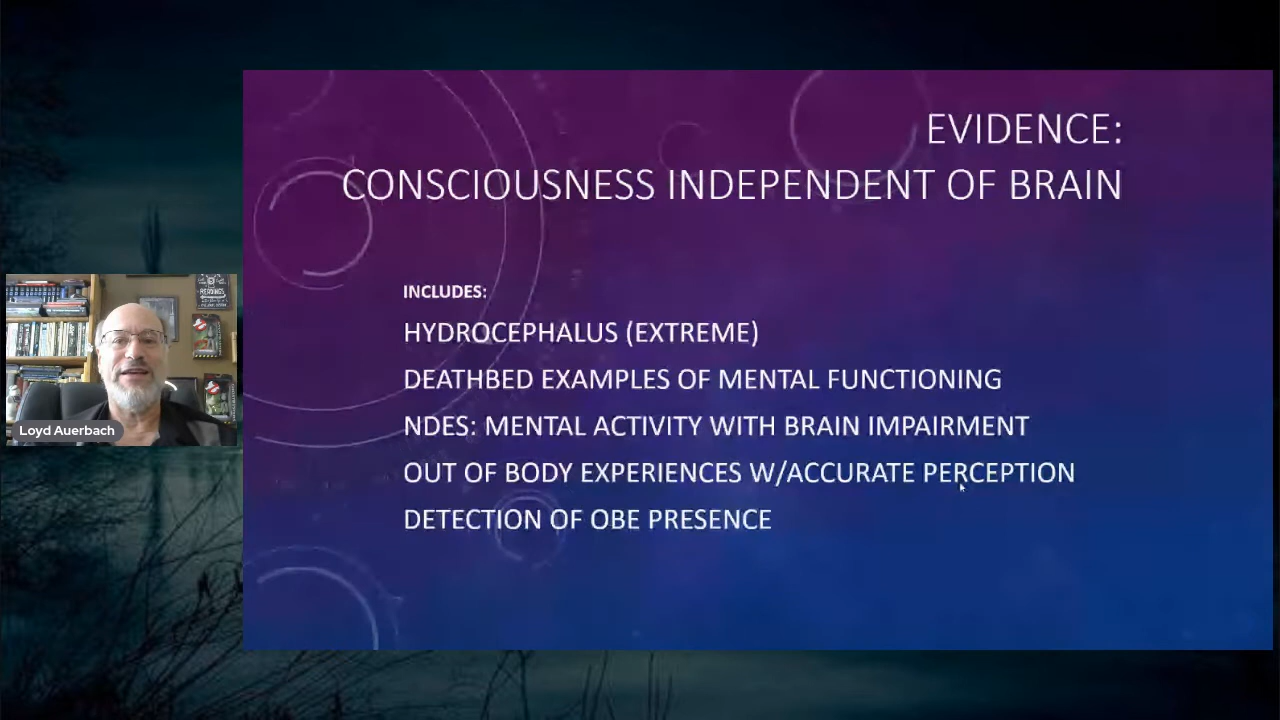 EVIDENCE:
CONSCIOUSNESS INDEPENDENT OF BRAIN
INCLUDES:
HYDROCEPHALUS (EXTREME)
DEATHBED EXAMPLES OF MENTAL FUNCTIONING
NDES: MENTAL ACTIVITY WITH BRAIN IMPAIRMENT
OUT OF BODY EXPERIENCES W/ACCURATE PERCEPTION
DETECTION OF OBE PRESENCE
READINGS
Loyd Auerbach